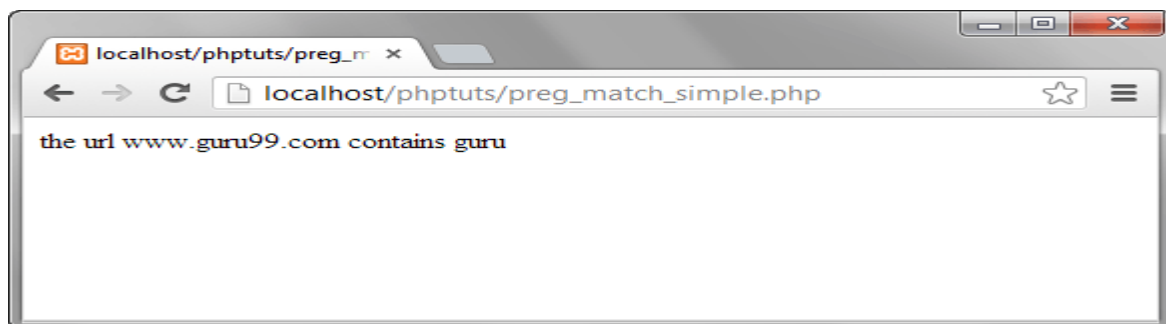 localhost/phptuts/preg_m
localhost/phptuts/preg_match_simple.php
the url www.guru99.com contains guru